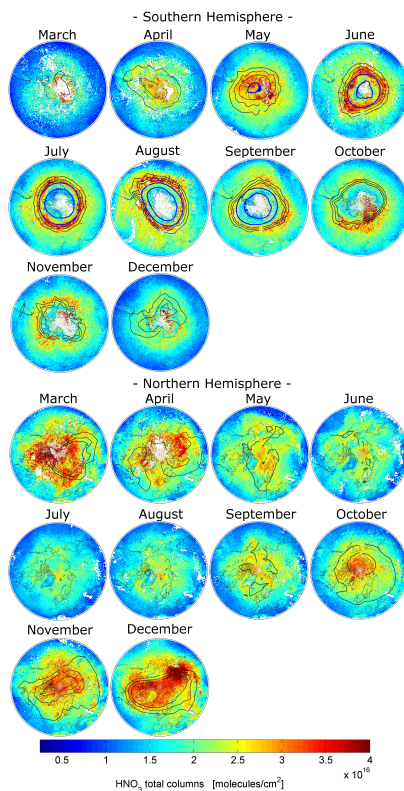 - Southern Hemisphere -
March April May June
July August September October
November December
- Northern Hemisphere -
March April May June
July August September October
November December
0.5 1 1.5 2 2.5 3 3.5 4
x 10¹⁶
HNO₃ total columns [molecules/cm²]